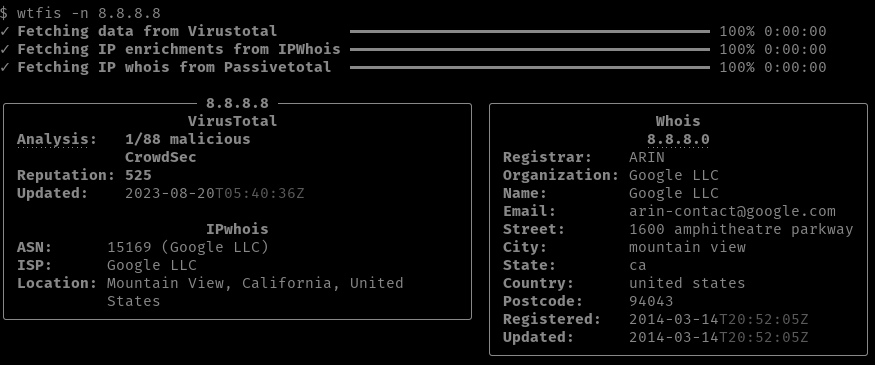 $ wtfis -n 8.8.8.8
✓ Fetching data from Virustotal 100% 0:00:00
✓ Fetching IP enrichments from IPWhois 100% 0:00:00
✓ Fetching IP whois from Passivetotal 100% 0:00:00
8.8.8.8
VirusTotal
Analysis: 1/88 malicious
CrowdSec
Reputation: 525
Updated: 2023-08-20T05:40:36Z
IPwhois
ASN: 15169 (Google LLC)
ISP: Google LLC
Location: Mountain View, California, United
States
Whois
8.8.8.0
Registrar: ARIN
Organization: Google LLC
Name: Google LLC
Email: arin-contact@google.com
Street: 1600 amphitheatre parkway
City: mountain view
State: ca
Country: united states
Postcode: 94043
Registered: 2014-03-14T20:52:05Z
Updated: 2014-03-14T20:52:05Z